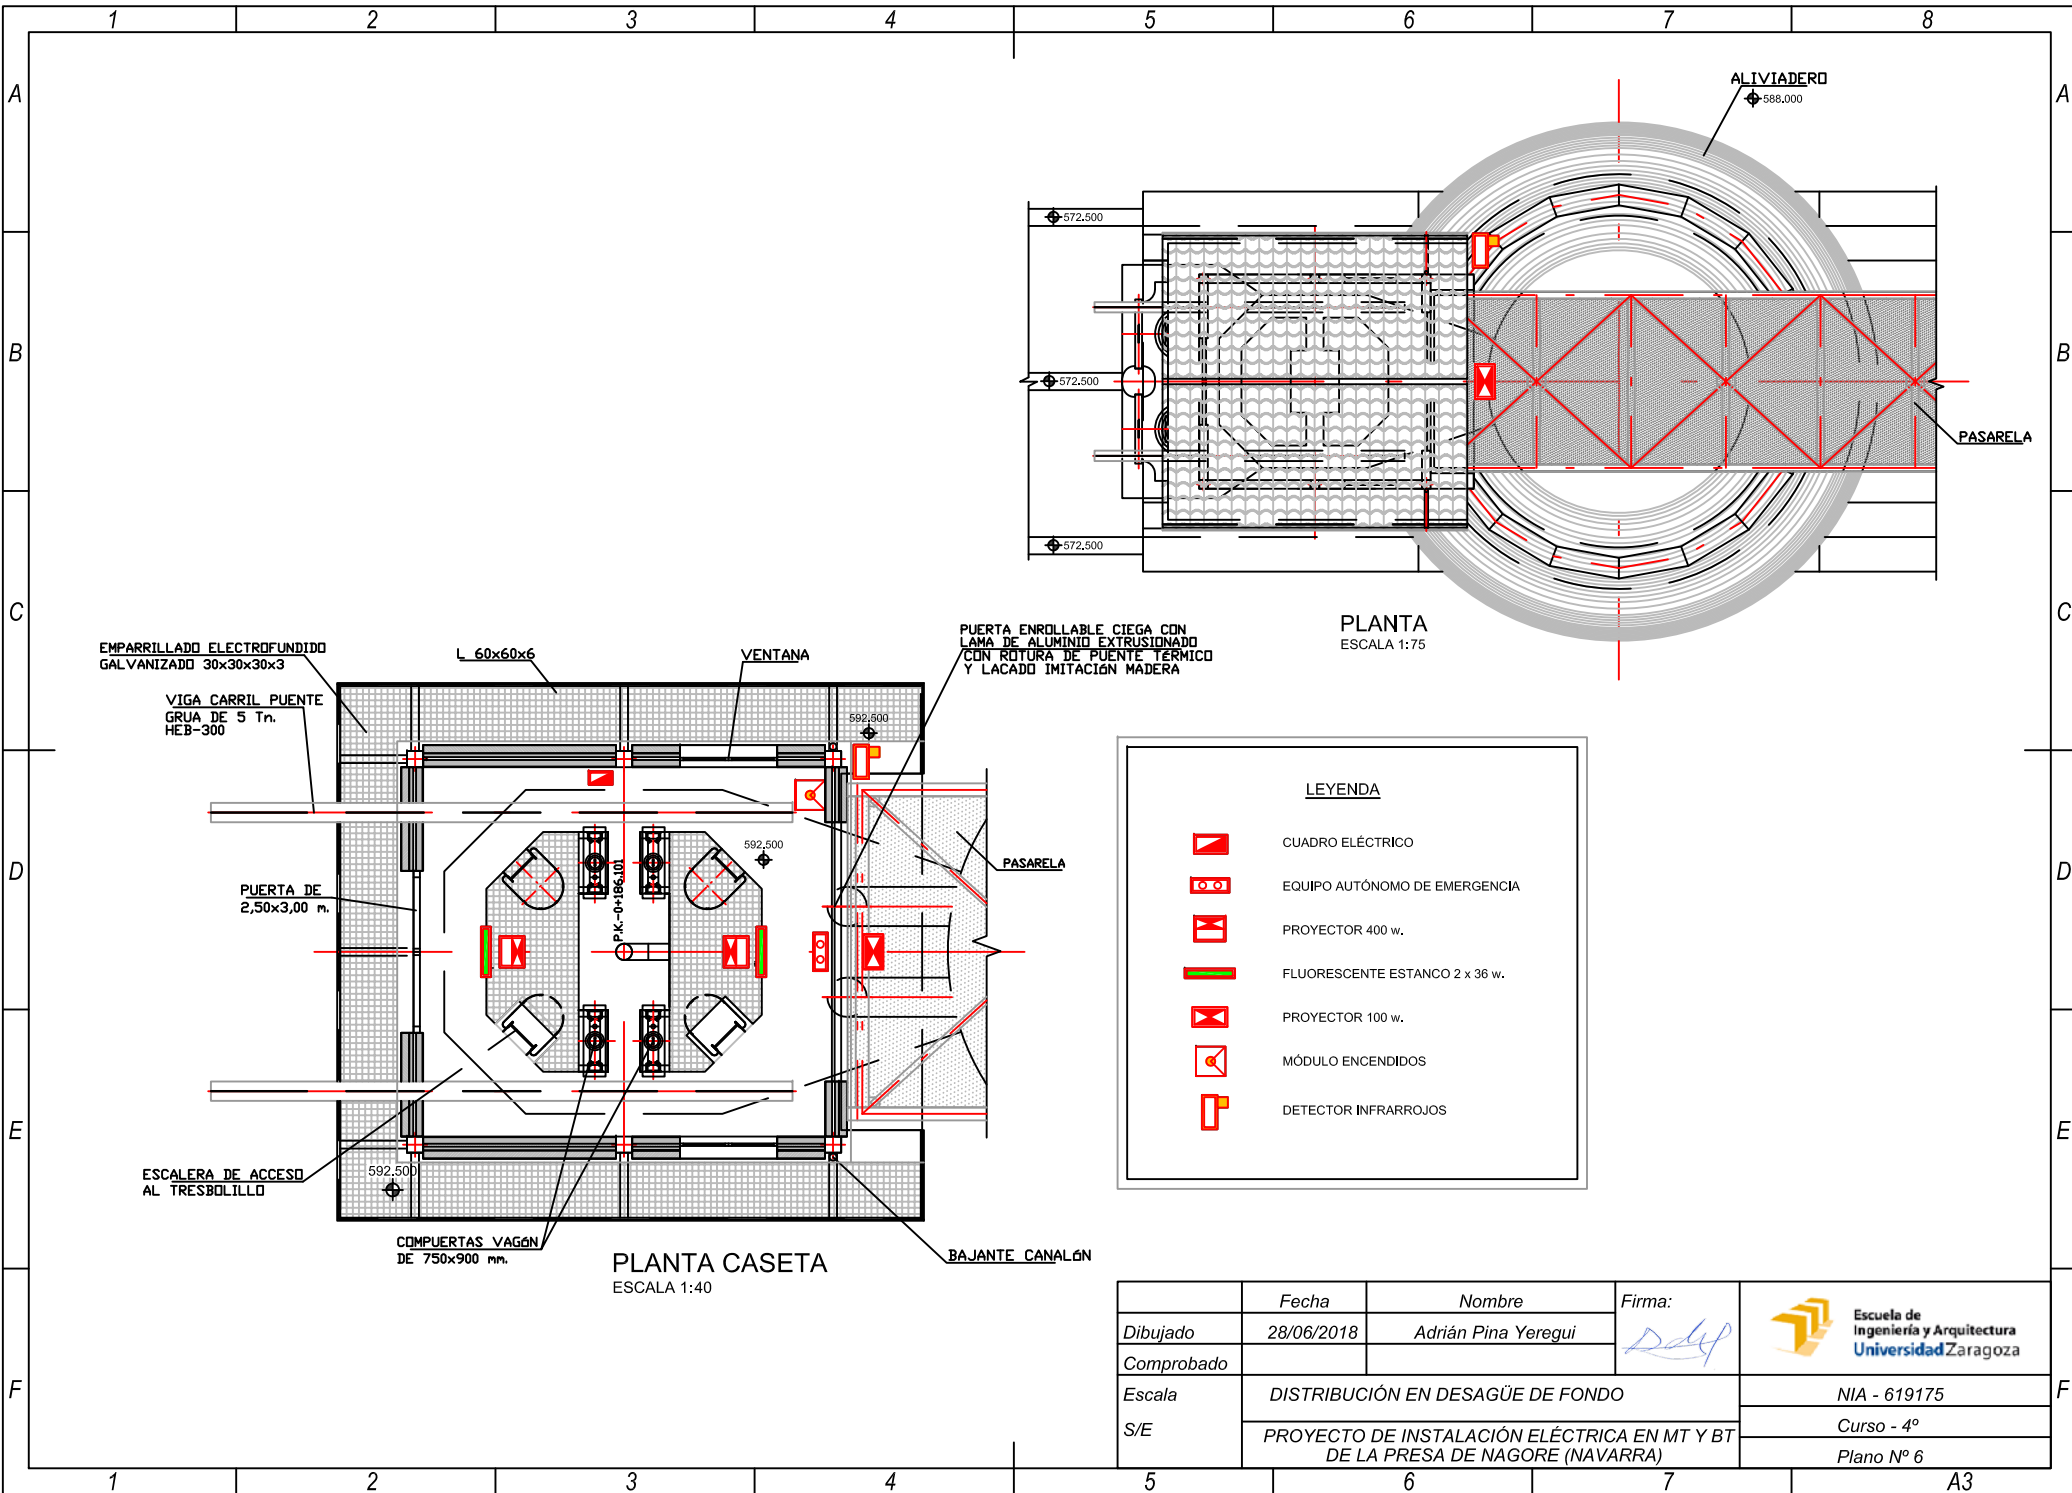 1 2 3 4 5 6 7 8
A A
B B
C C
D D
E E
F F
ALIVIADERO
588.000
572.500
572.500
572.500
PASARELA
PLANTA
ESCALA 1:75
EMPARRILLADO ELECTROFUNDIDO
GALVANIZADO 30x30x30x3
L 60x60x6
VENTANA
PUERTA ENROLLABLE CIEGA CON
LAMA DE ALUMINIO EXTRUSIONADO
CON ROTURA DE PUENTE TÉRMICO
Y LACADO IMITACIóN MADERA
VIGA CARRIL PUENTE
GRUA DE 5 Tn.
HEB-300
592.500
592.500
P.K.-0+186,101
PASARELA
PUERTA DE
2,50x3,00 m.
ESCALERA DE ACCESO
AL TRESBOLILLO
592.500
COMPUERTAS VAGóN
DE 750x900 mm.
BAJANTE CANALóN
PLANTA CASETA
ESCALA 1:40
LEYENDA
CUADRO ELÉCTRICO
EQUIPO AUTÓNOMO DE EMERGENCIA
PROYECTOR 400 w.
FLUORESCENTE ESTANCO 2 x 36 w.
PROYECTOR 100 w.
MÓDULO ENCENDIDOS
DETECTOR INFRARROJOS
Fecha Nombre Firma:
Dibujado 28/06/2018 Adrián Pina Yeregui
Comprobado
Escala
S/E
DISTRIBUCIÓN EN DESAGÜE DE FONDO
PROYECTO DE INSTALACIÓN ELÉCTRICA EN MT Y BT
DE LA PRESA DE NAGORE (NAVARRA)
Escuela de
Ingeniería y Arquitectura
Universidad Zaragoza
NIA - 619175
Curso - 4º
Plano Nº 6
1 2 3 4 5 6 7 A3